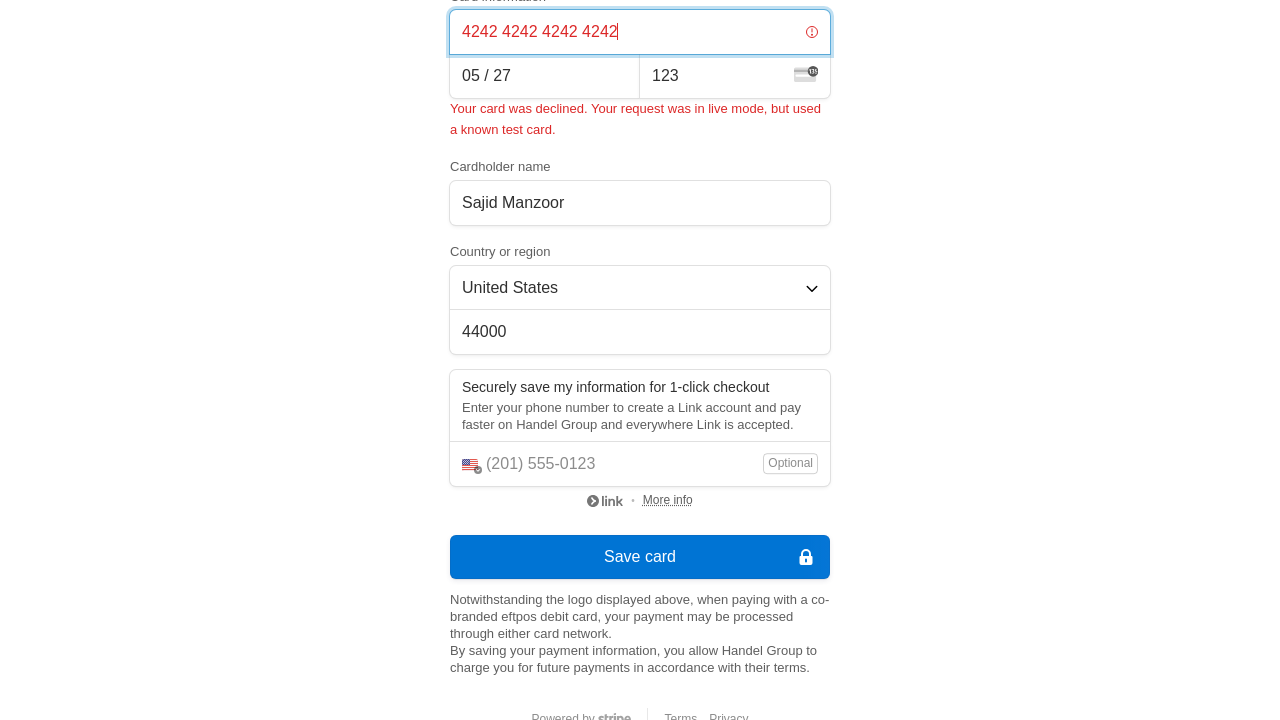 4242 4242 4242 4242
05 / 27
123
Your card was declined. Your request was in live mode, but used
a known test card.
Cardholder name
Sajid Manzoor
Country or region
United States
44000
Securely save my information for 1-click checkout
Enter your phone number to create a Link account and pay
faster on Handel Group and everywhere Link is accepted.
(201) 555-0123
Optional
link · More info
Save card
Notwithstanding the logo displayed above, when paying with a co-
branded eftpos debit card, your payment may be processed
through either card network.
By saving your payment information, you allow Handel Group to
charge you for future payments in accordance with their terms.
Powered by stripe
Terms Privacy